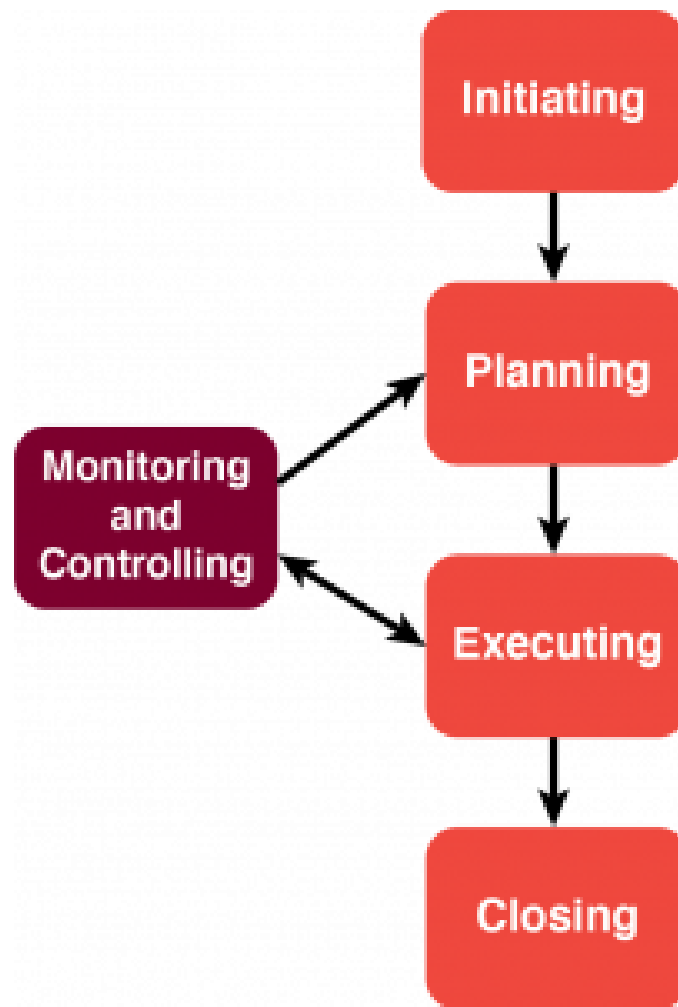 Initiating
Planning
Monitoring
and
Controlling
Executing
Closing